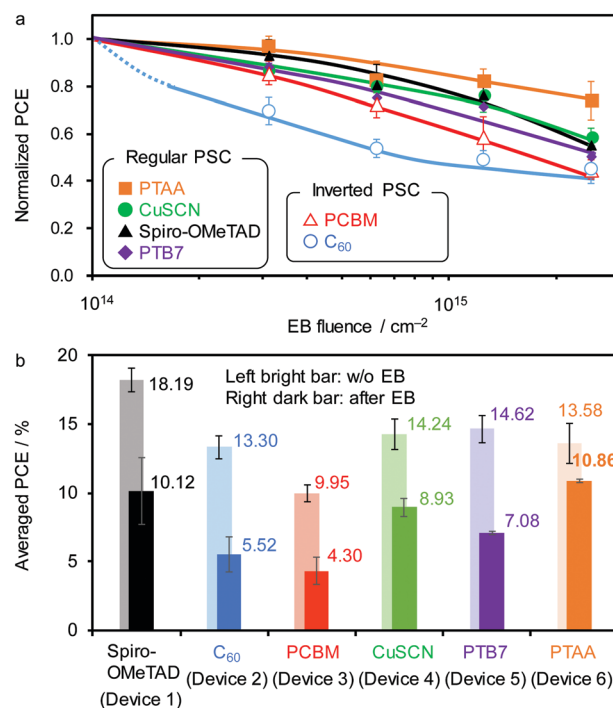 a
Normalized PCE
1.0
0.8
0.6
0.4
0.2
0.0
Regular PSC
PTAA
CuSCN
Spiro-OMeTAD
PTB7
Inverted PSC
PCBM
C₆₀
10¹⁴
10¹⁵
EB fluence / cm⁻²
b
Averaged PCE / %
20
15
10
5
0
Left bright bar: w/o EB
Right dark bar: after EB
18.19
10.12
13.30
5.52
9.95
4.30
14.24
8.93
14.62
7.08
13.58
10.86
Spiro-
OMeTAD
(Device 1)
C₆₀
(Device 2)
PCBM
(Device 3)
CuSCN
(Device 4)
PTB7
(Device 5)
PTAA
(Device 6)